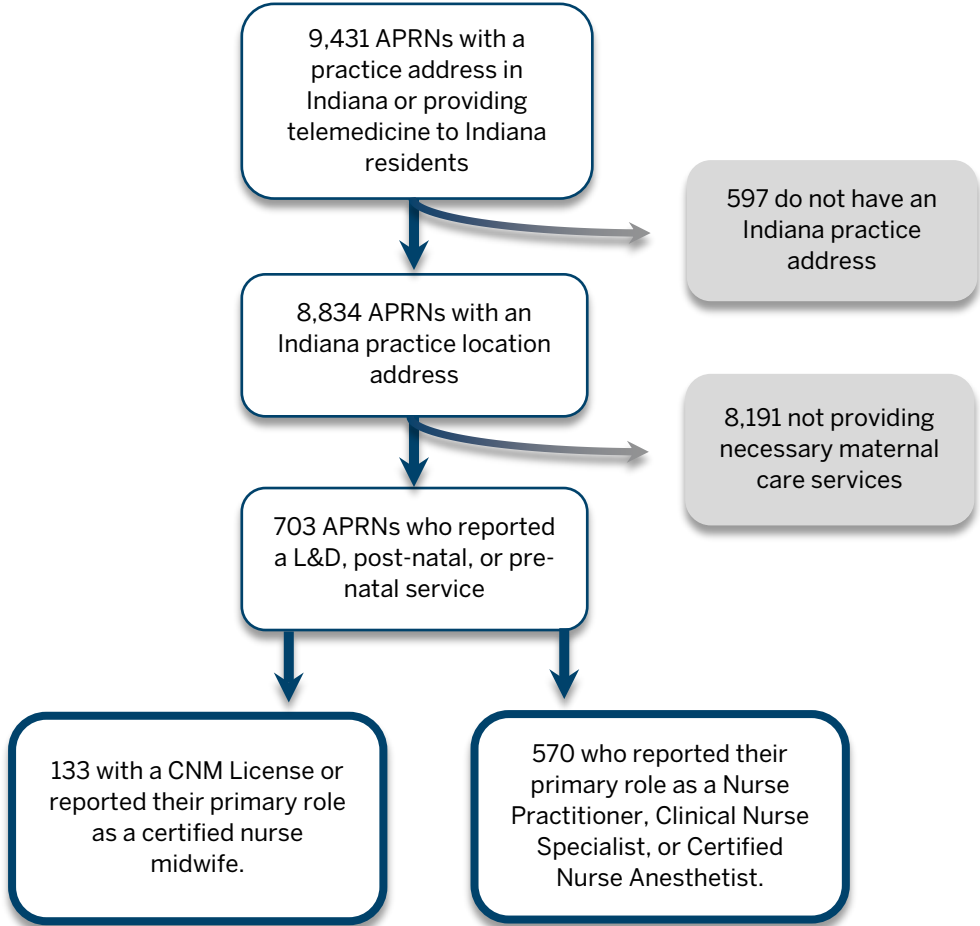 9,431 APRNs with a
practice address in
Indiana or providing
telemedicine to Indiana
residents
597 do not have an
Indiana practice
address
8,834 APRNs with an
Indiana practice location
address
8,191 not providing
necessary maternal
care services
703 APRNs who reported
a L&D, post-natal, or pre-
natal service
133 with a CNM License or
reported their primary role
as a certified nurse
midwife.
570 who reported their
primary role as a Nurse
Practitioner, Clinical Nurse
Specialist, or Certified
Nurse Anesthetist.